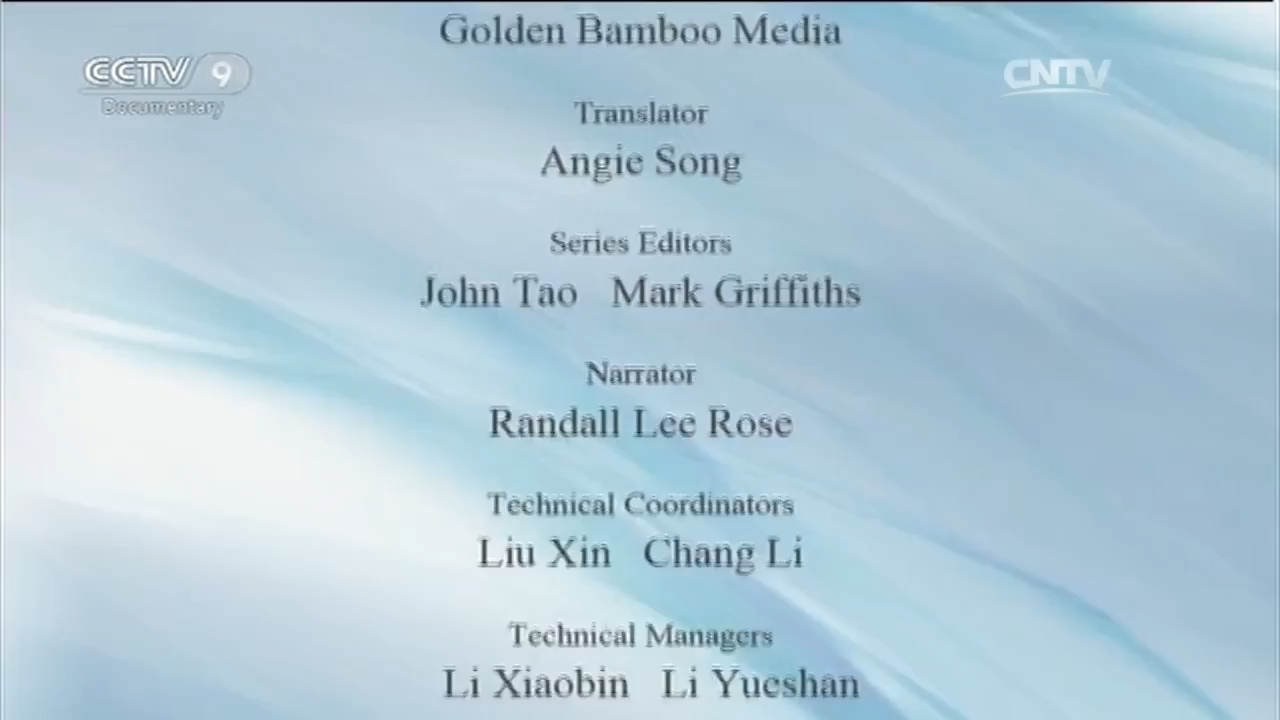 Golden Bamboo Media
CCTV 9
Documentary
CNTV
Translator
Angie Song
Series Editors
John Tao Mark Griffiths
Narrator
Randall Lee Rose
Technical Coordinators
Liu Xin Chang Li
Technical Managers
Li Xiaobin Li Yueshan